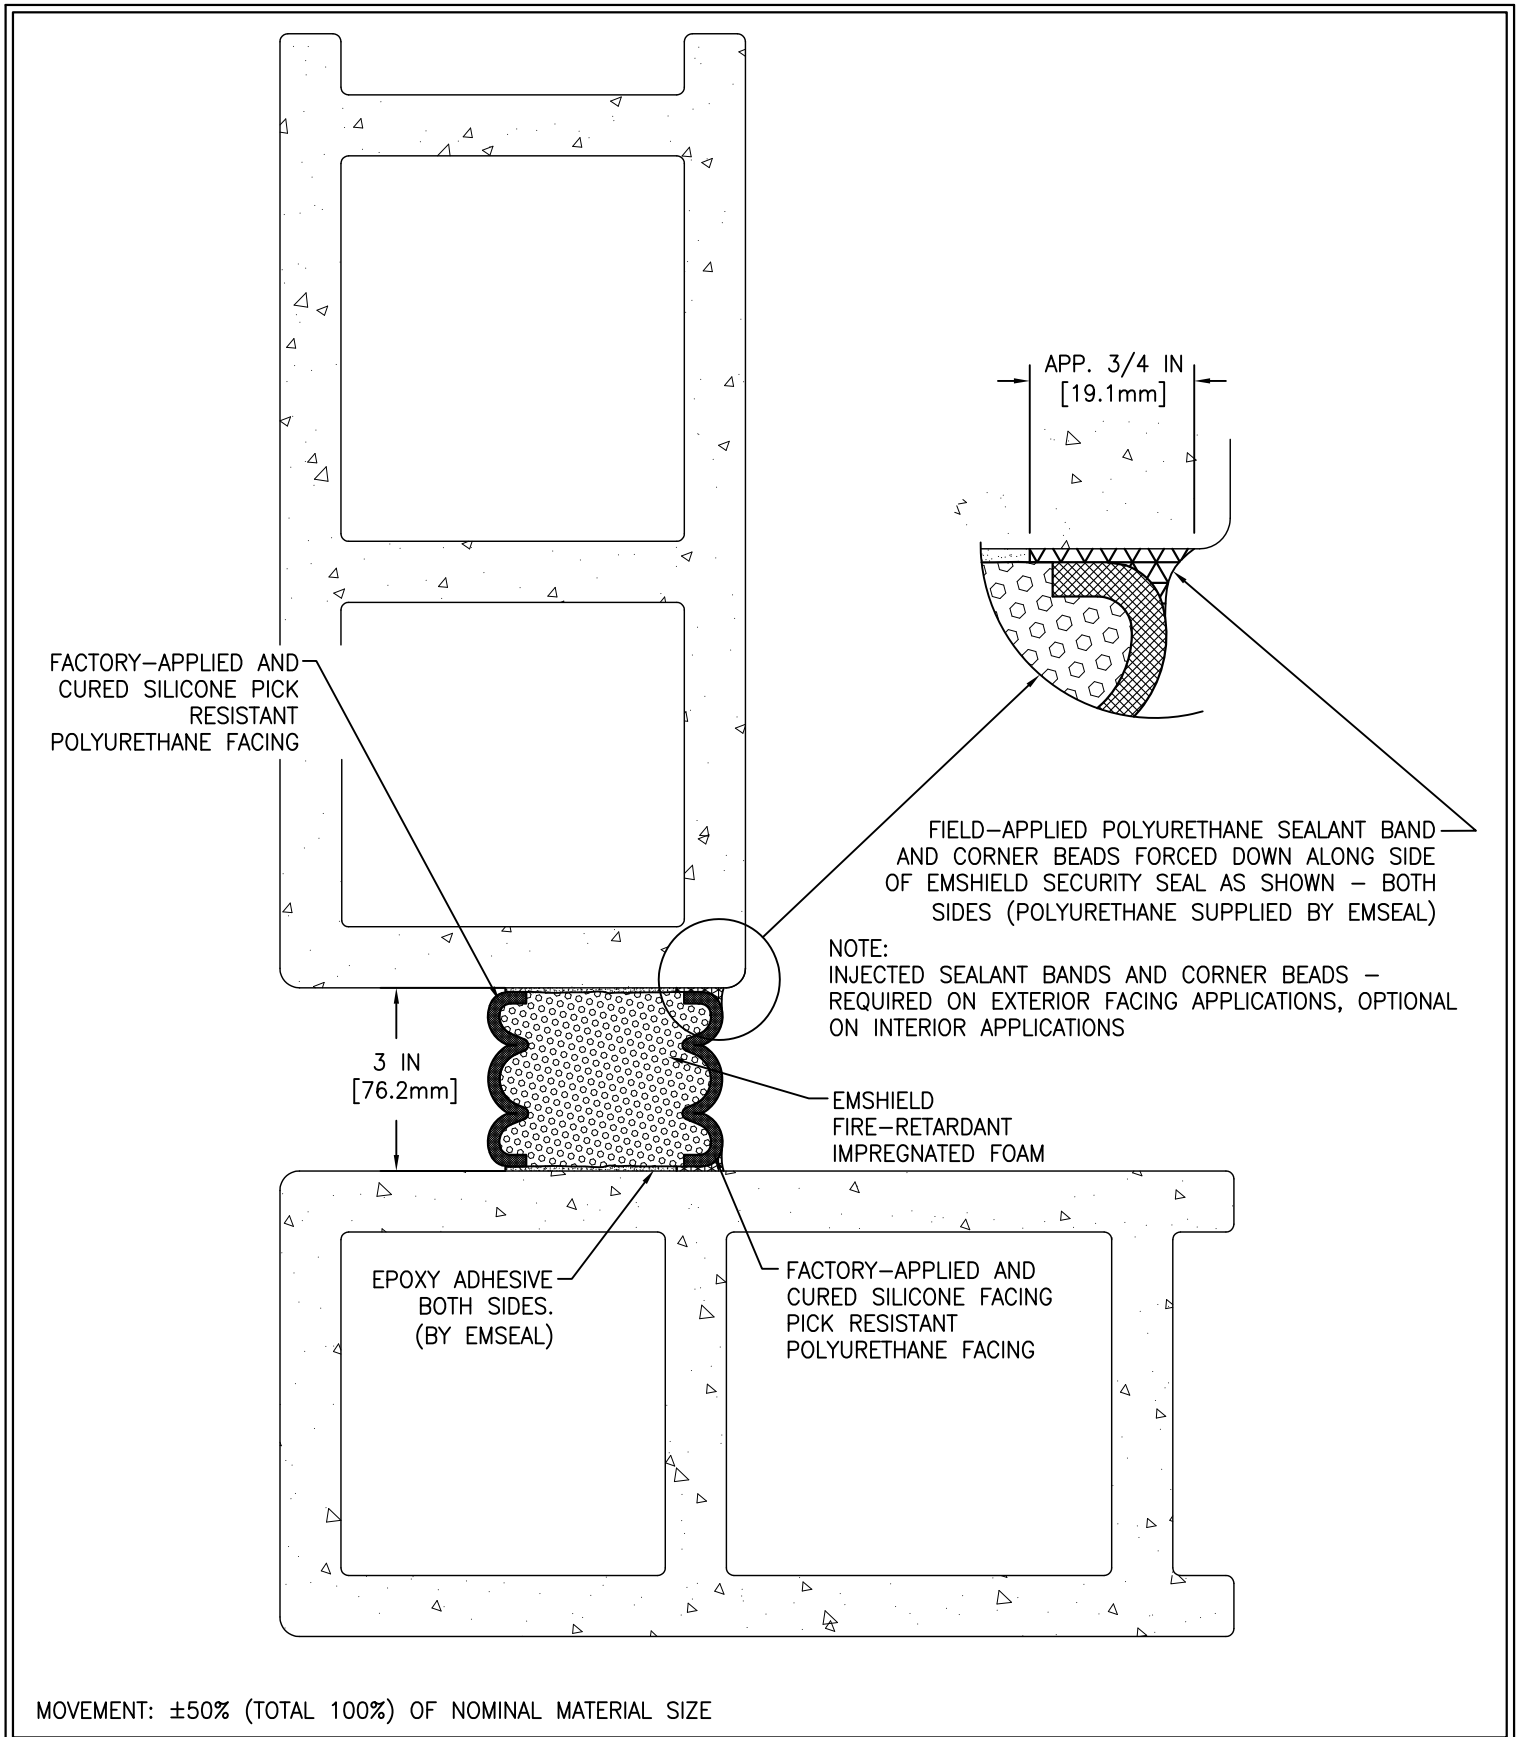 APP. 3/4 IN
[19.1mm]
FACTORY-APPLIED AND
CURED SILICONE PICK
RESISTANT
POLYURETHANE FACING
FIELD-APPLIED POLYURETHANE SEALANT BAND
AND CORNER BEADS FORCED DOWN ALONG SIDE
OF EMSHIELD SECURITY SEAL AS SHOWN - BOTH
SIDES (POLYURETHANE SUPPLIED BY EMSEAL)
NOTE:
INJECTED SEALANT BANDS AND CORNER BEADS -
REQUIRED ON EXTERIOR FACING APPLICATIONS, OPTIONAL
ON INTERIOR APPLICATIONS
3 IN
[76.2mm]
EMSHIELD
FIRE-RETARDANT
IMPREGNATED FOAM
EPOXY ADHESIVE
BOTH SIDES.
(BY EMSEAL)
FACTORY-APPLIED AND
CURED SILICONE FACING
PICK RESISTANT
POLYURETHANE FACING
MOVEMENT: ±50% (TOTAL 100%) OF NOMINAL MATERIAL SIZE